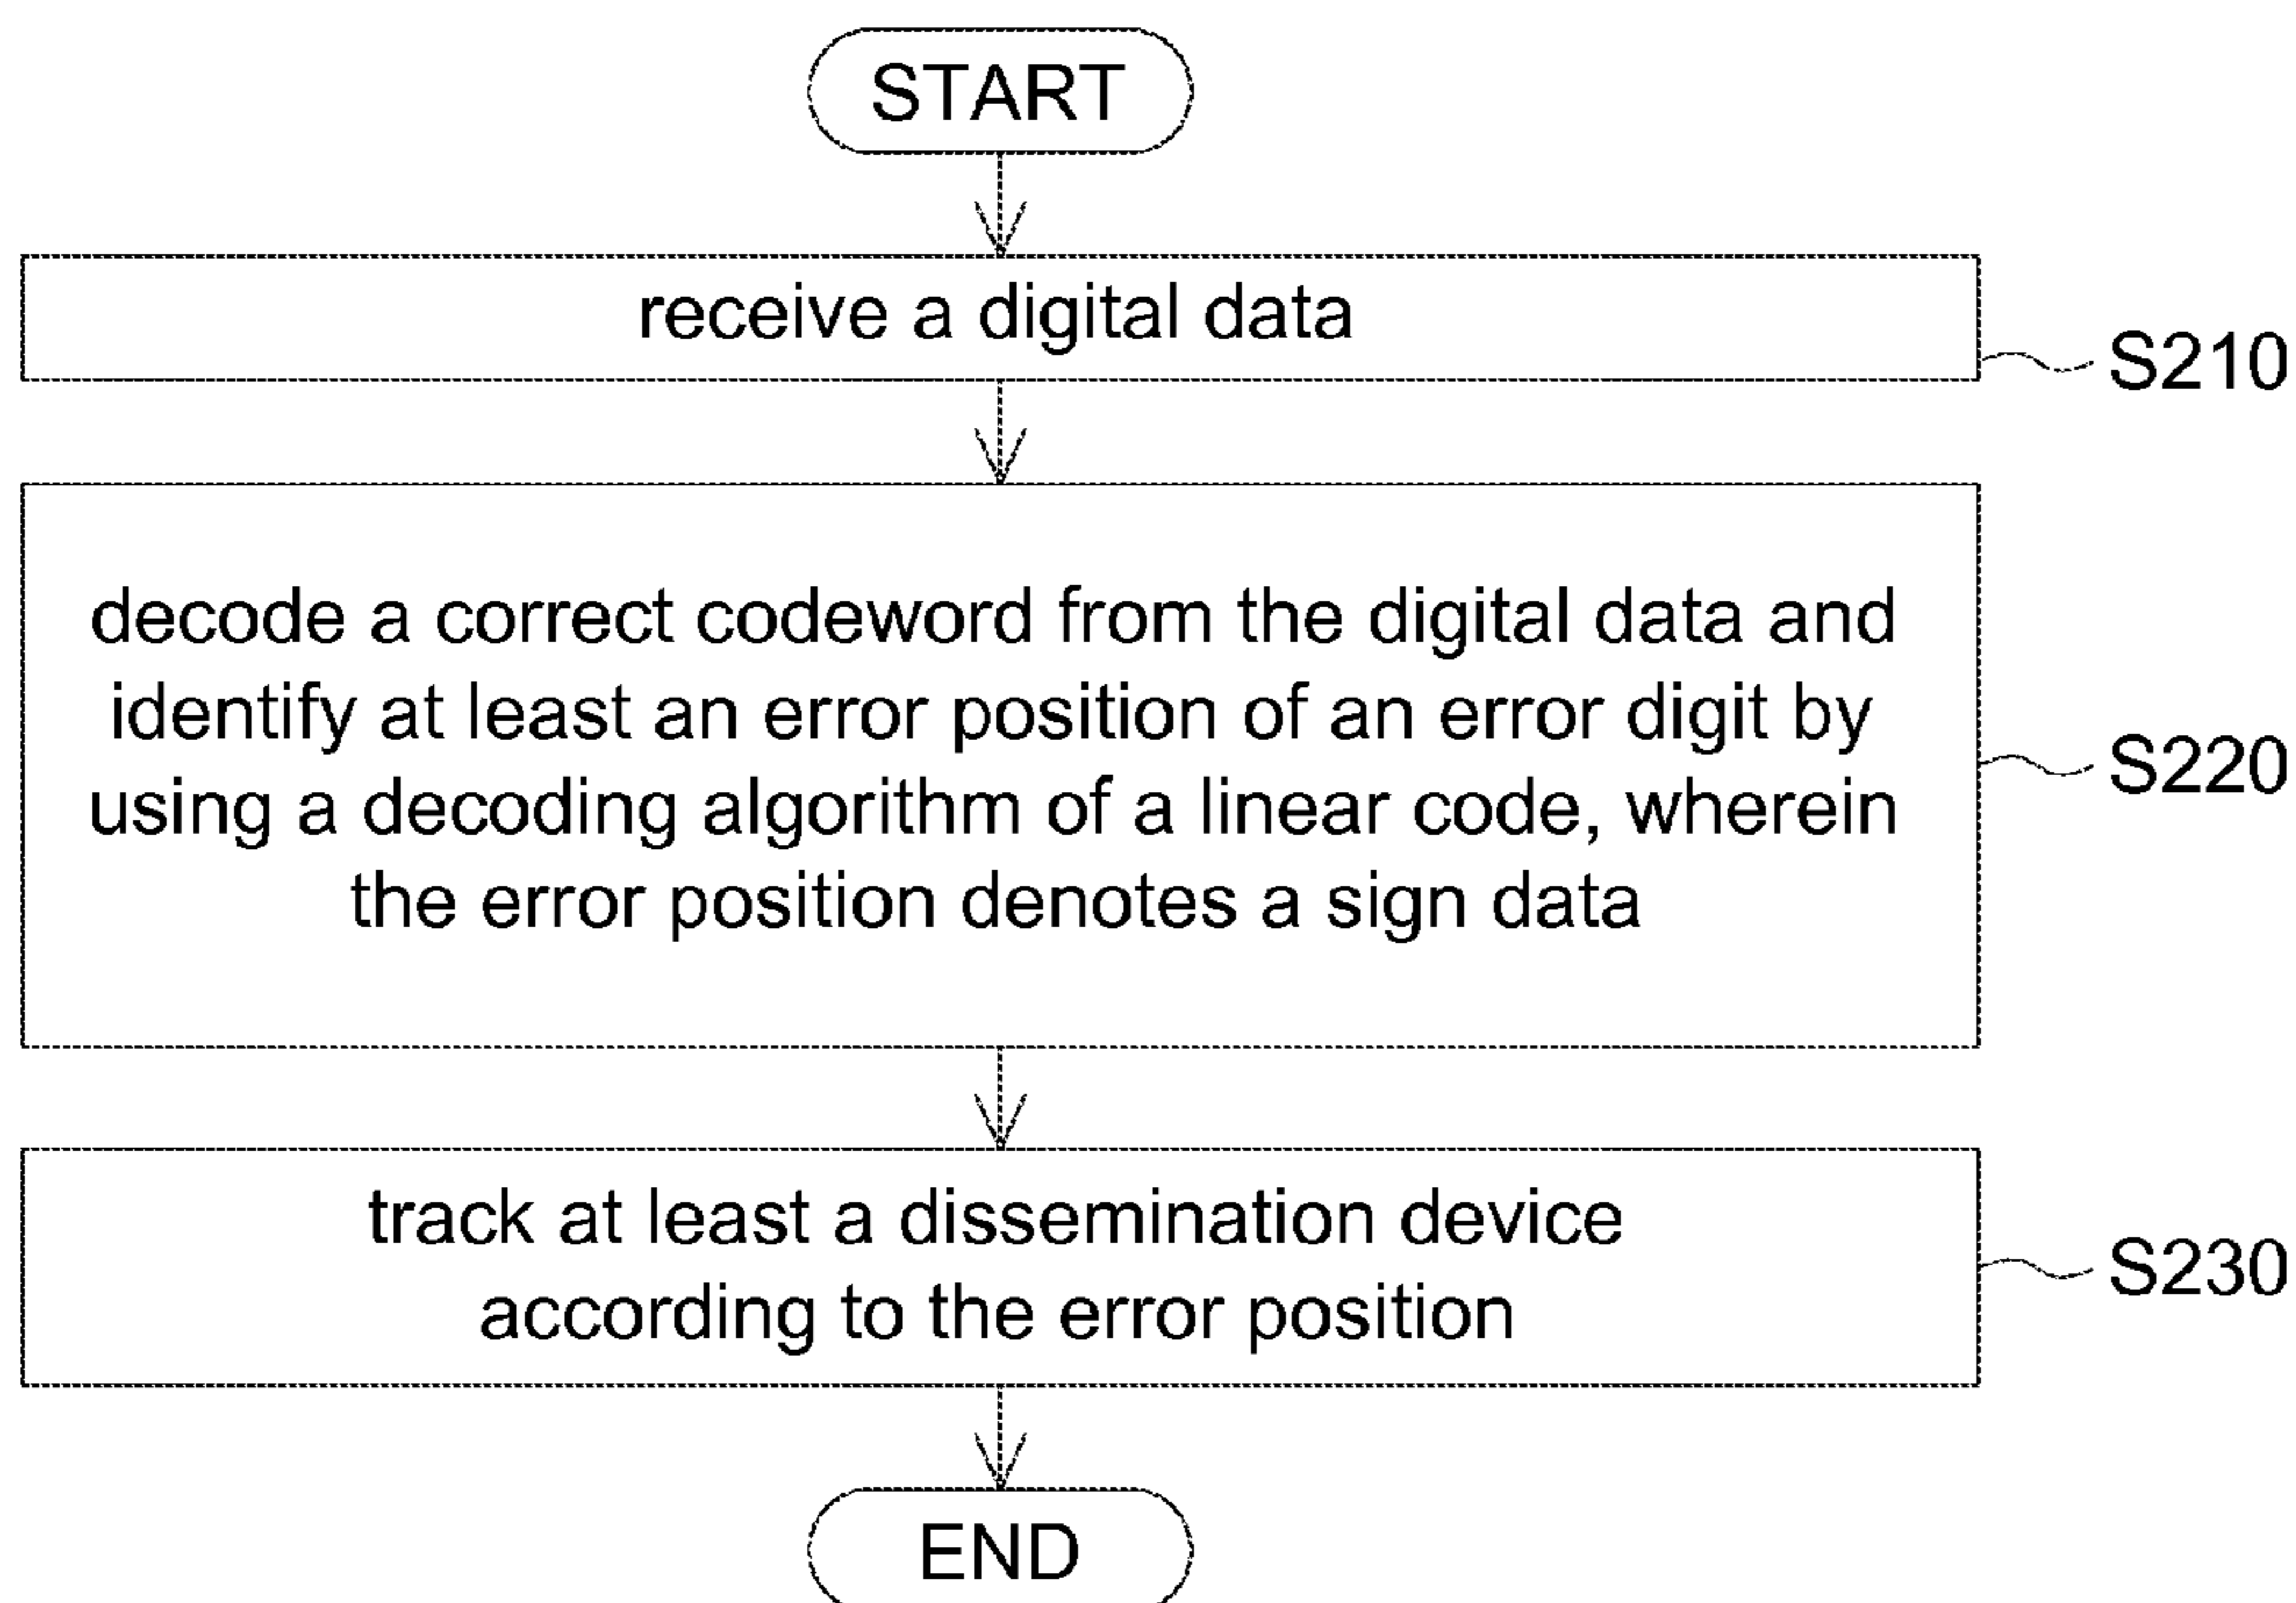 START
receive a digital data
S210
decode a correct codeword from the digital data and
identify at least an error position of an error digit by
using a decoding algorithm of a linear code, wherein
the error position denotes a sign data
S220
track at least a dissemination device
according to the error position
S230
END